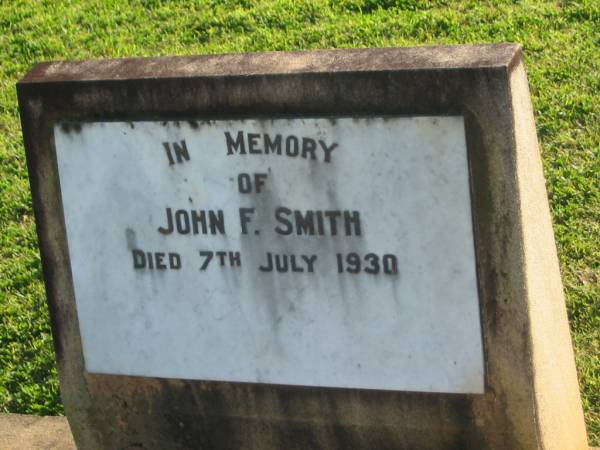 IN MEMORY
OF
JOHN F. SMITH
DIED 7TH JULY 1930